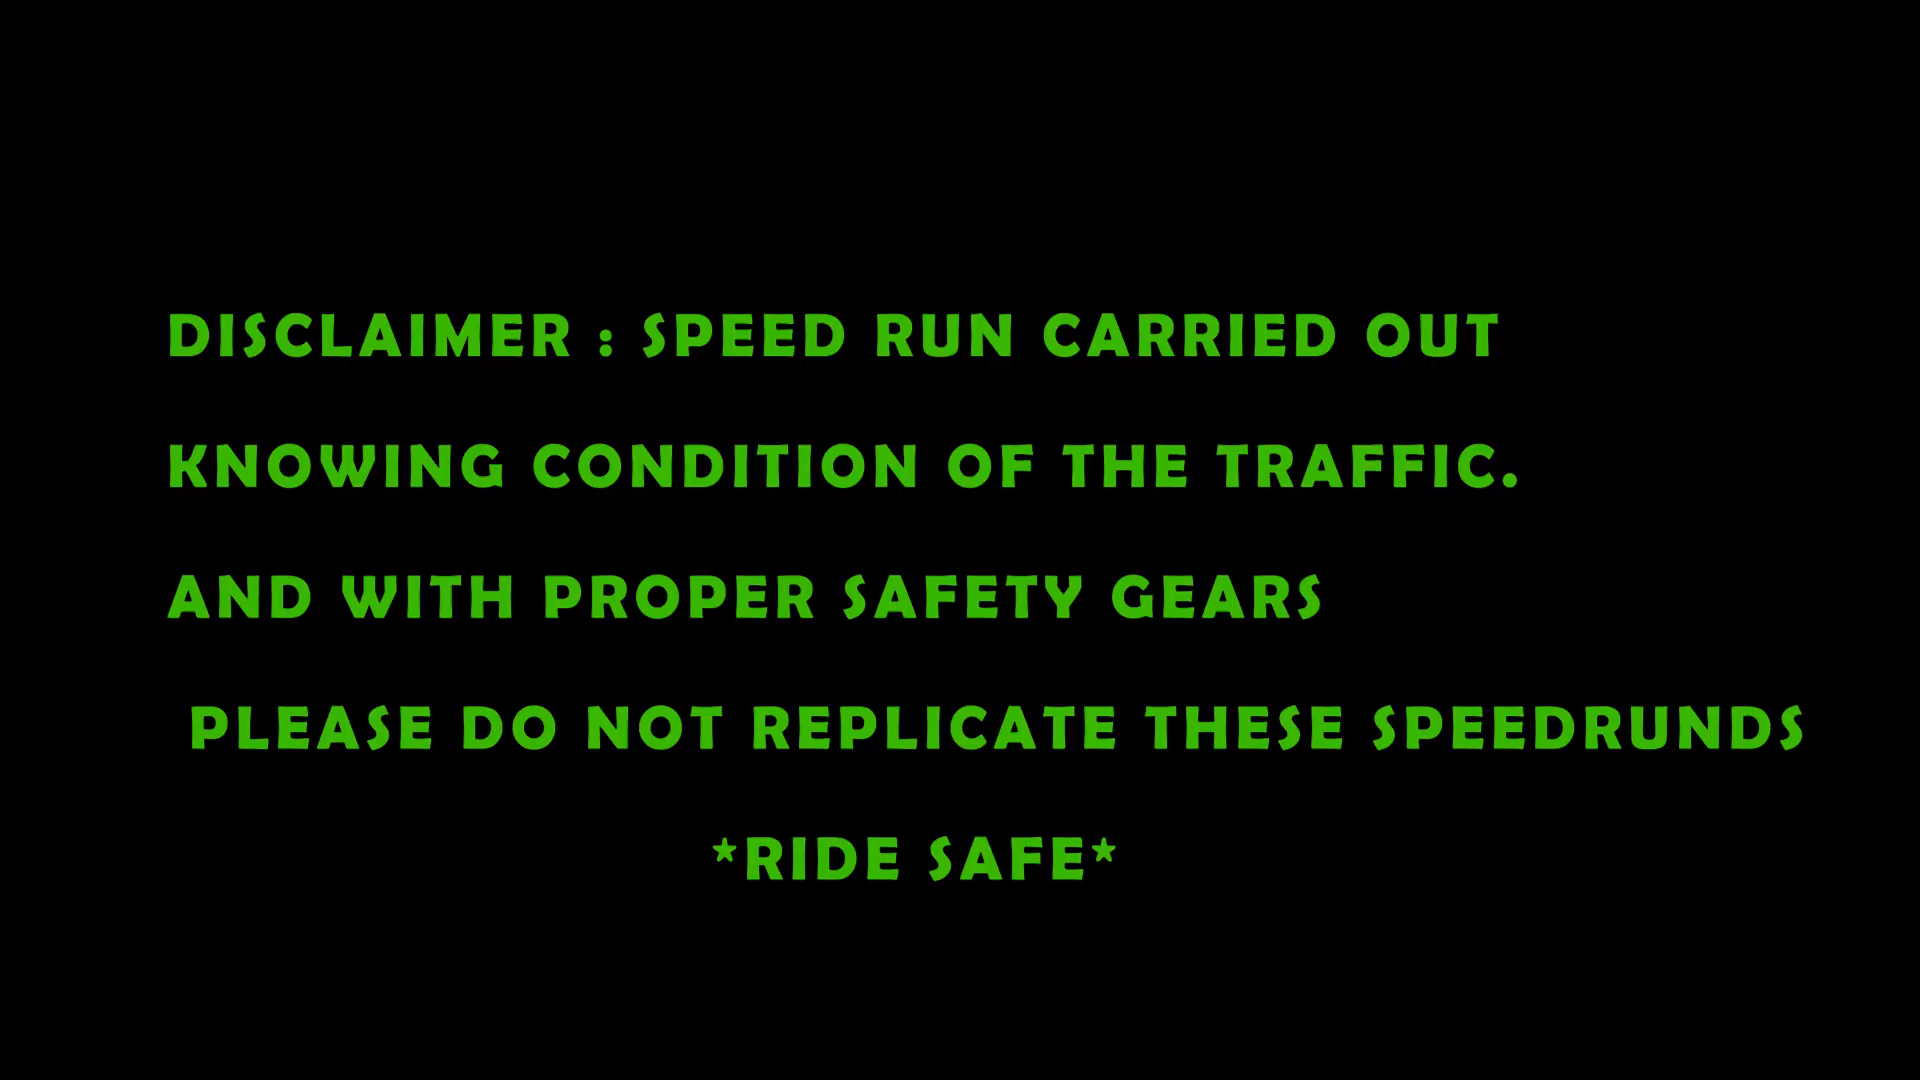 DISCLAIMER : SPEED RUN CARRIED OUT
KNOWING CONDITION OF THE TRAFFIC.
AND WITH PROPER SAFETY GEARS
PLEASE DO NOT REPLICATE THESE SPEEDRUNDS
*RIDE SAFE*